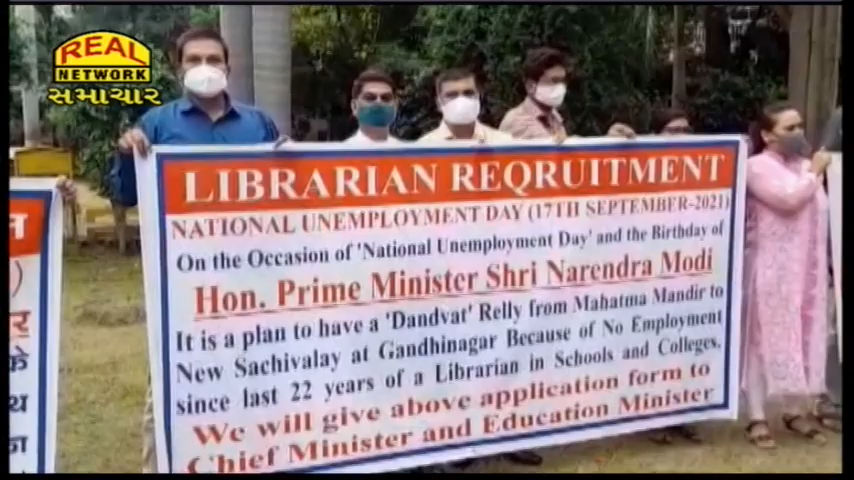 REAL
NETWORK
સમાચાર
LIBRARIAN REQRUITMENT
NATIONAL UNEMPLOYMENT DAY (17TH SEPTEMBER-2021)
On the Occasion of 'National Unemployment Day' and the Birthday of
Hon. Prime Minister Shri Narendra Modi
It is a plan to have a 'Dandvat' Relly from Mahatma Mandir to
New Sachivalay at Gandhinagar Because of No Employment
since last 22 years of a Librarian in Schools and Colleges.
We will give above application form to
Chief Minister and Education Minister